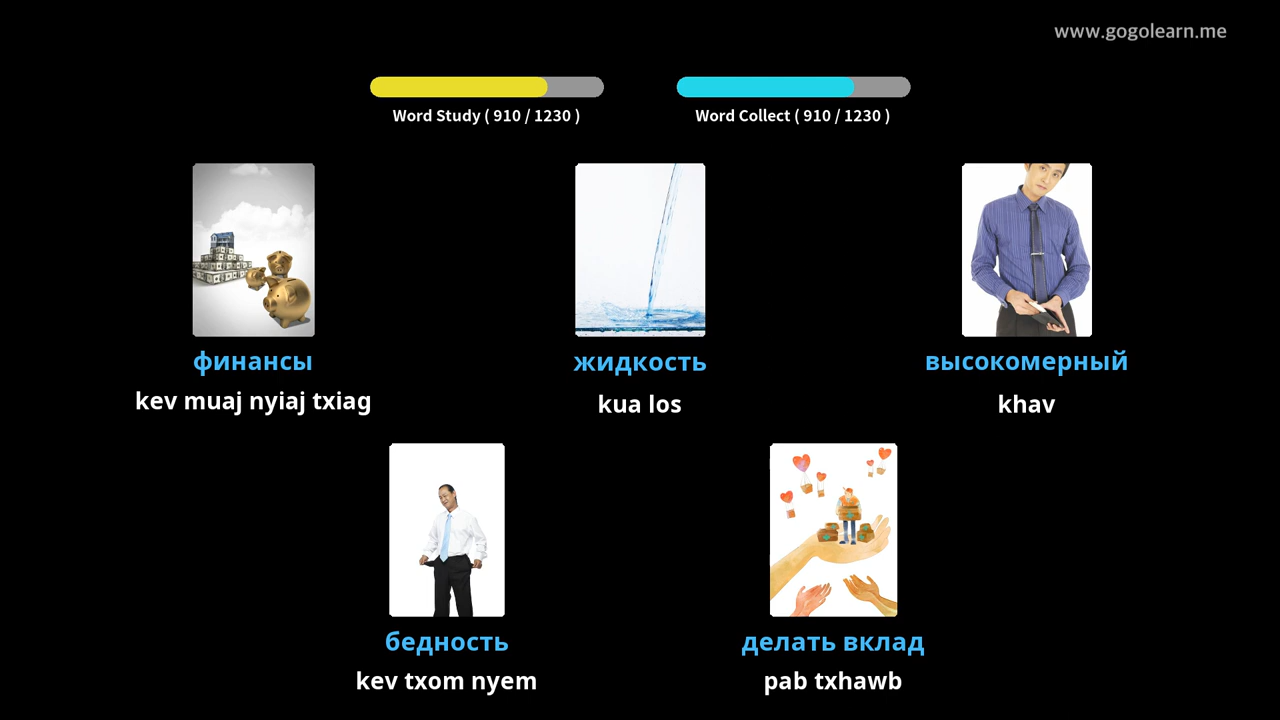 www.gogolearn.me
Word Study ( 910 / 1230 )
Word Collect ( 910 / 1230 )
финансы
kev muaj nyiaj txiag
жидкость
kua los
высокомерный
khav
бедность
kev txom nyem
делать вклад
pab txhawb